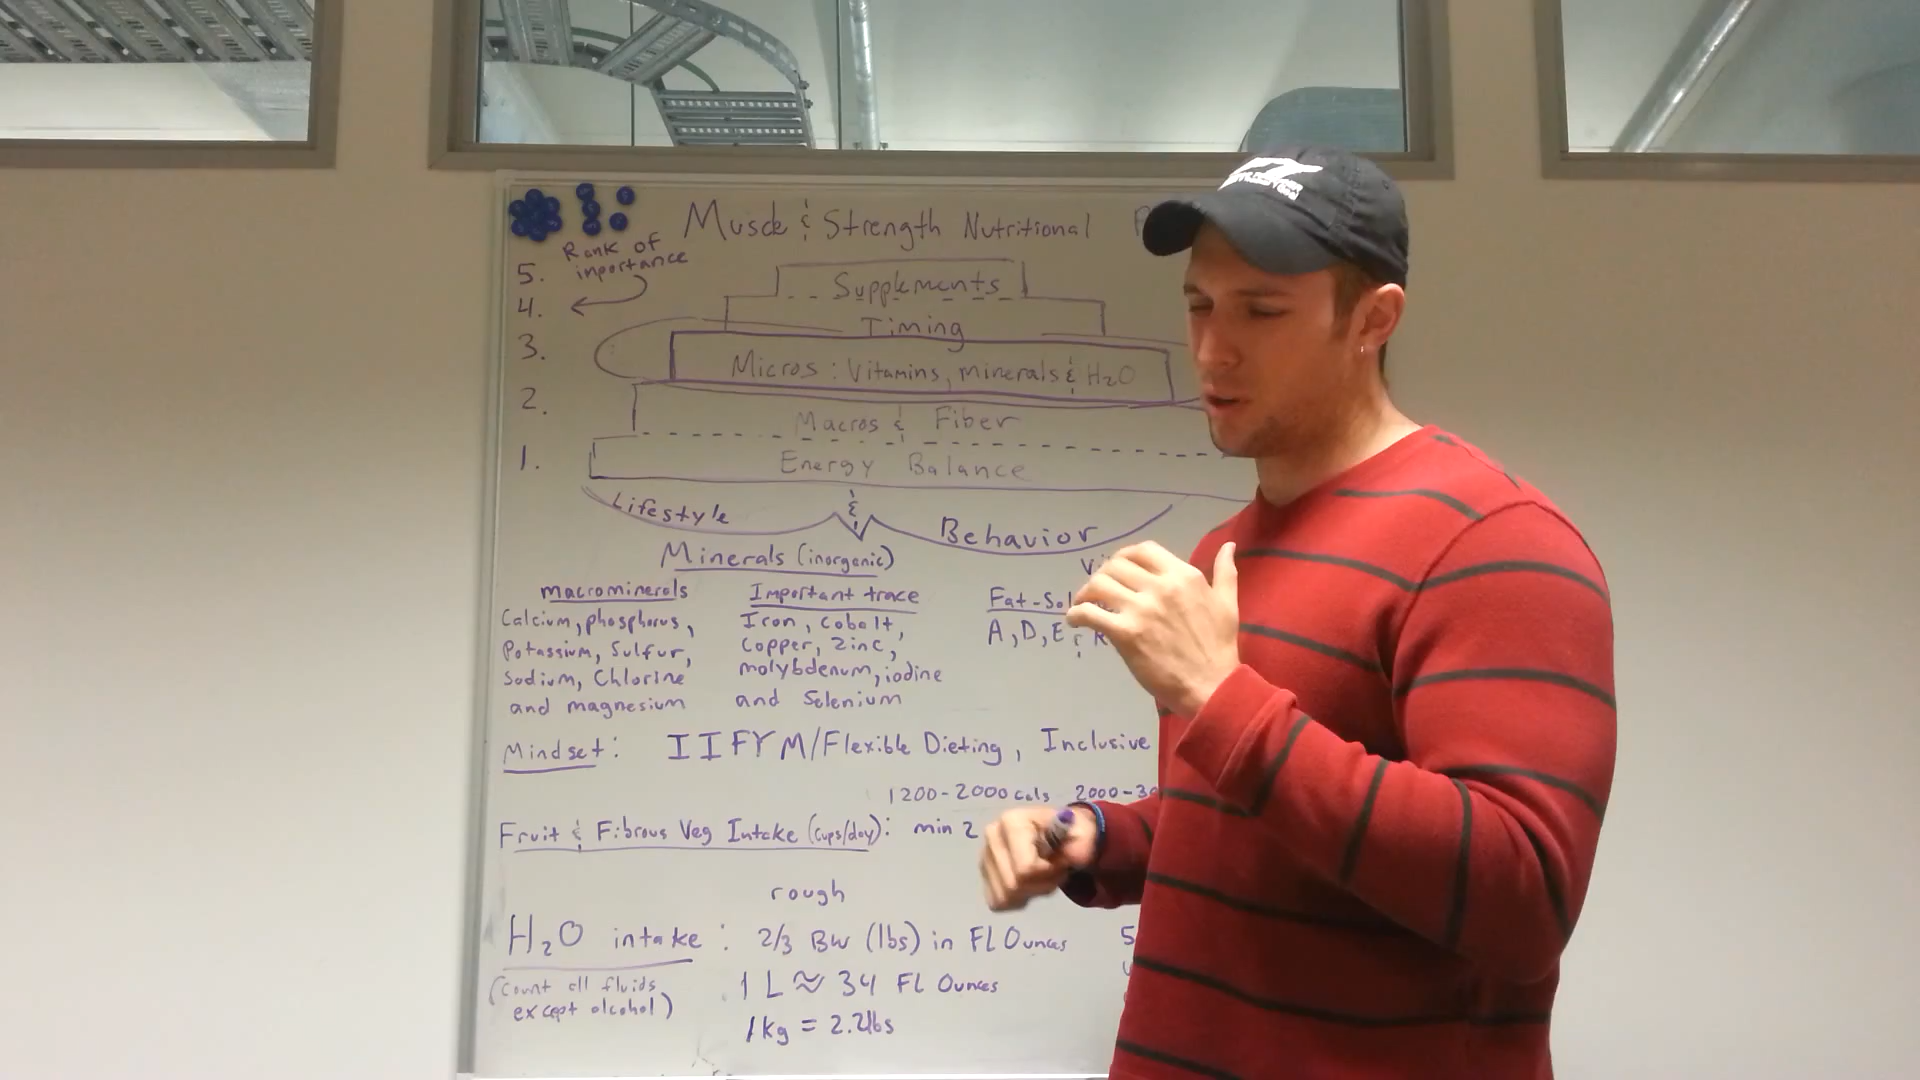 Muscle & Strength Nutritional P
Rank of
importance
5.
4.
3.
2.
1.
Supplements
Timing
Micros: Vitamins, minerals & H2O
Macros & Fiber
Energy Balance
Lifestyle & Behavior
Minerals (inorganic)
macrominerals
Calcium, phosphorus,
Potassium, Sulfur,
Sodium, Chlorine
and magnesium
Important trace
Iron, Cobalt,
Copper, Zinc,
molybdenum, iodine
and Selenium
Vi
Fat-Sol
A, D, E & K
Mindset: IIFYM/Flexible Dieting, Inclusive
1200-2000 cals 2000-30
Fruit & Fibrous Veg Intake (cups/day): min 2
rough
H2O intake: 2/3 BW (lbs) in FL Ounces
(Count all fluids
except alcohol)
1 L ≈ 34 FL Ounces
1kg = 2.2lbs
5